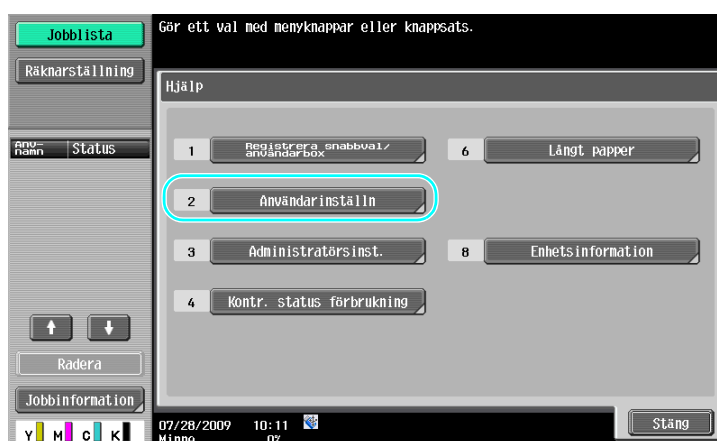 Gör ett val med menyknappar eller knappsats.
Jobblista
Räknarställning
Hjälp
Anv-
namn Status
1 Registrera snabbval/
användarbox
6 Långt papper
2 Användarinställn
3 Administratörsinst.
8 Enhetsinformation
4 Kontr. status förbrukning
Radera
Jobbinformation
07/28/2009 10:11
Minne 0%
Stäng
Y M C K